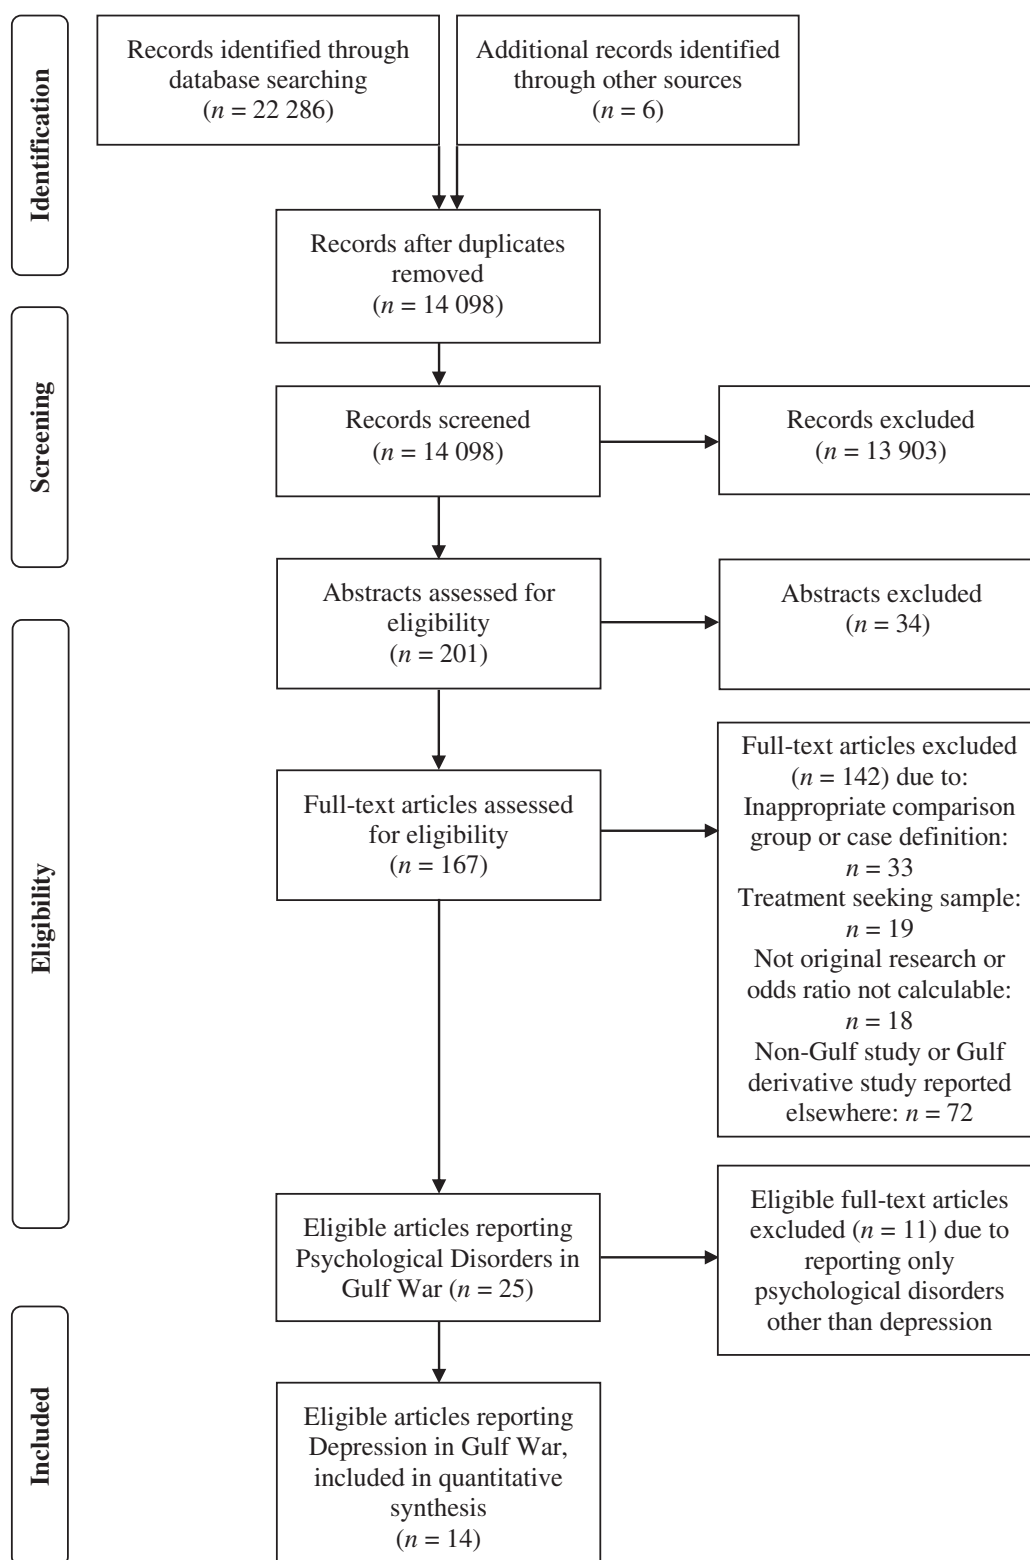 Identification
Records identified through
database searching
(n = 22 286)
Additional records identified
through other sources
(n = 6)
Records after duplicates
removed
(n = 14 098)
Screening
Records screened
(n = 14 098)
Records excluded
(n = 13 903)
Abstracts assessed for
eligibility
(n = 201)
Abstracts excluded
(n = 34)
Eligibility
Full-text articles assessed
for eligibility
(n = 167)
Full-text articles excluded
(n = 142) due to:
Inappropriate comparison
group or case definition:
n = 33
Treatment seeking sample:
n = 19
Not original research or
odds ratio not calculable:
n = 18
Non-Gulf study or Gulf
derivative study reported
elsewhere: n = 72
Eligible articles reporting
Psychological Disorders in
Gulf War (n = 25)
Eligible full-text articles
excluded (n = 11) due to
reporting only
psychological disorders
other than depression
Included
Eligible articles reporting
Depression in Gulf War,
included in quantitative
synthesis
(n = 14)